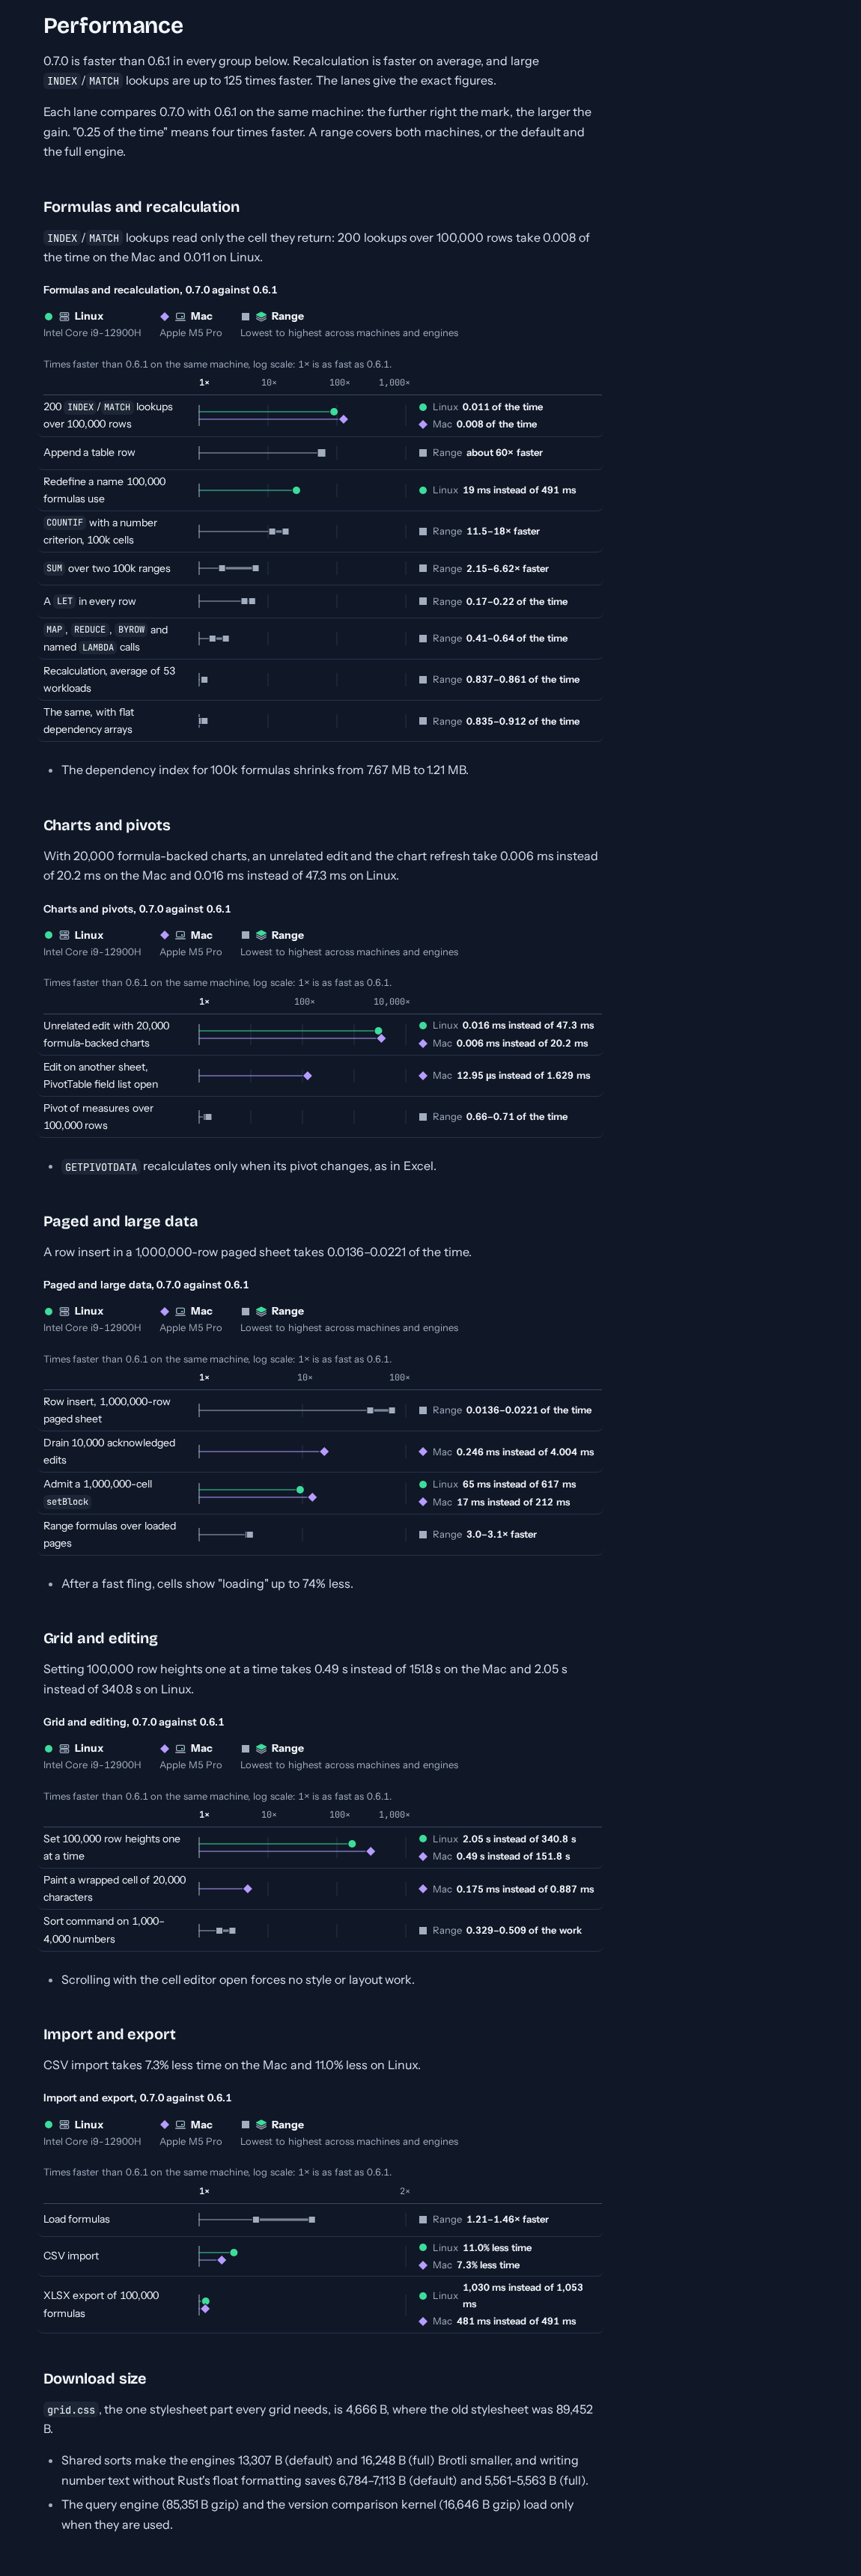 Performance
0.7.0 is faster than 0.6.1 in every group below. Recalculation is faster on average, and large
INDEX / MATCH lookups are up to 125 times faster. The lanes give the exact figures.
Each lane compares 0.7.0 with 0.6.1 on the same machine: the further right the mark, the larger the
gain. "0.25 of the time" means four times faster. A range covers both machines, or the default and
the full engine.
Formulas and recalculation
INDEX / MATCH lookups read only the cell they return: 200 lookups over 100,000 rows take 0.008 of
the time on the Mac and 0.011 on Linux.
Formulas and recalculation, 0.7.0 against 0.6.1
Linux Mac Range
Intel Core i9-12900H Apple M5 Pro Lowest to highest across machines and engines
Times faster than 0.6.1 on the same machine, log scale: 1× is as fast as 0.6.1.
1× 10× 100× 1,000×
200 INDEX / MATCH lookups
over 100,000 rows
Linux 0.011 of the time
Mac 0.008 of the time
Append a table row
Range about 60× faster
Redefine a name 100,000
formulas use
Linux 19 ms instead of 491 ms
COUNTIF with a number
criterion, 100k cells
Range 11.5–18× faster
SUM over two 100k ranges
Range 2.15–6.62× faster
A LET in every row
Range 0.17–0.22 of the time
MAP, REDUCE, BYROW and
named LAMBDA calls
Range 0.41–0.64 of the time
Recalculation, average of 53
workloads
Range 0.837–0.861 of the time
The same, with flat
dependency arrays
Range 0.835–0.912 of the time
• The dependency index for 100k formulas shrinks from 7.67 MB to 1.21 MB.
Charts and pivots
With 20,000 formula-backed charts, an unrelated edit and the chart refresh take 0.006 ms instead
of 20.2 ms on the Mac and 0.016 ms instead of 47.3 ms on Linux.
Charts and pivots, 0.7.0 against 0.6.1
Linux Mac Range
Intel Core i9-12900H Apple M5 Pro Lowest to highest across machines and engines
Times faster than 0.6.1 on the same machine, log scale: 1× is as fast as 0.6.1.
1× 100× 10,000×
Unrelated edit with 20,000
formula-backed charts
Linux 0.016 ms instead of 47.3 ms
Mac 0.006 ms instead of 20.2 ms
Edit on another sheet,
PivotTable field list open
Mac 12.95 µs instead of 1.629 ms
Pivot of measures over
100,000 rows
Range 0.66–0.71 of the time
• GETPIVOTDATA recalculates only when its pivot changes, as in Excel.
Paged and large data
A row insert in a 1,000,000-row paged sheet takes 0.0136–0.0221 of the time.
Paged and large data, 0.7.0 against 0.6.1
Linux Mac Range
Intel Core i9-12900H Apple M5 Pro Lowest to highest across machines and engines
Times faster than 0.6.1 on the same machine, log scale: 1× is as fast as 0.6.1.
1× 10× 100×
Row insert, 1,000,000-row
paged sheet
Range 0.0136–0.0221 of the time
Drain 10,000 acknowledged
edits
Mac 0.246 ms instead of 4.004 ms
Admit a 1,000,000-cell
setBlock
Linux 65 ms instead of 617 ms
Mac 17 ms instead of 212 ms
Range formulas over loaded
pages
Range 3.0–3.1× faster
• After a fast fling, cells show "loading" up to 74% less.
Grid and editing
Setting 100,000 row heights one at a time takes 0.49 s instead of 151.8 s on the Mac and 2.05 s
instead of 340.8 s on Linux.
Grid and editing, 0.7.0 against 0.6.1
Linux Mac Range
Intel Core i9-12900H Apple M5 Pro Lowest to highest across machines and engines
Times faster than 0.6.1 on the same machine, log scale: 1× is as fast as 0.6.1.
1× 10× 100× 1,000×
Set 100,000 row heights one
at a time
Linux 2.05 s instead of 340.8 s
Mac 0.49 s instead of 151.8 s
Paint a wrapped cell of 20,000
characters
Mac 0.175 ms instead of 0.887 ms
Sort command on 1,000–
4,000 numbers
Range 0.329–0.509 of the work
• Scrolling with the cell editor open forces no style or layout work.
Import and export
CSV import takes 7.3% less time on the Mac and 11.0% less on Linux.
Import and export, 0.7.0 against 0.6.1
Linux Mac Range
Intel Core i9-12900H Apple M5 Pro Lowest to highest across machines and engines
Times faster than 0.6.1 on the same machine, log scale: 1× is as fast as 0.6.1.
1× 2×
Load formulas
Range 1.21–1.46× faster
CSV import
Linux 11.0% less time
Mac 7.3% less time
XLSX export of 100,000
formulas
Linux 1,030 ms instead of 1,053
ms
Mac 481 ms instead of 491 ms
Download size
grid.css, the one stylesheet part every grid needs, is 4,666 B, where the old stylesheet was 89,452
B.
• Shared sorts make the engines 13,307 B (default) and 16,248 B (full) Brotli smaller, and writing
number text without Rust's float formatting saves 6,784–7,113 B (default) and 5,561–5,563 B (full).
• The query engine (85,351 B gzip) and the version comparison kernel (16,646 B gzip) load only
when they are used.